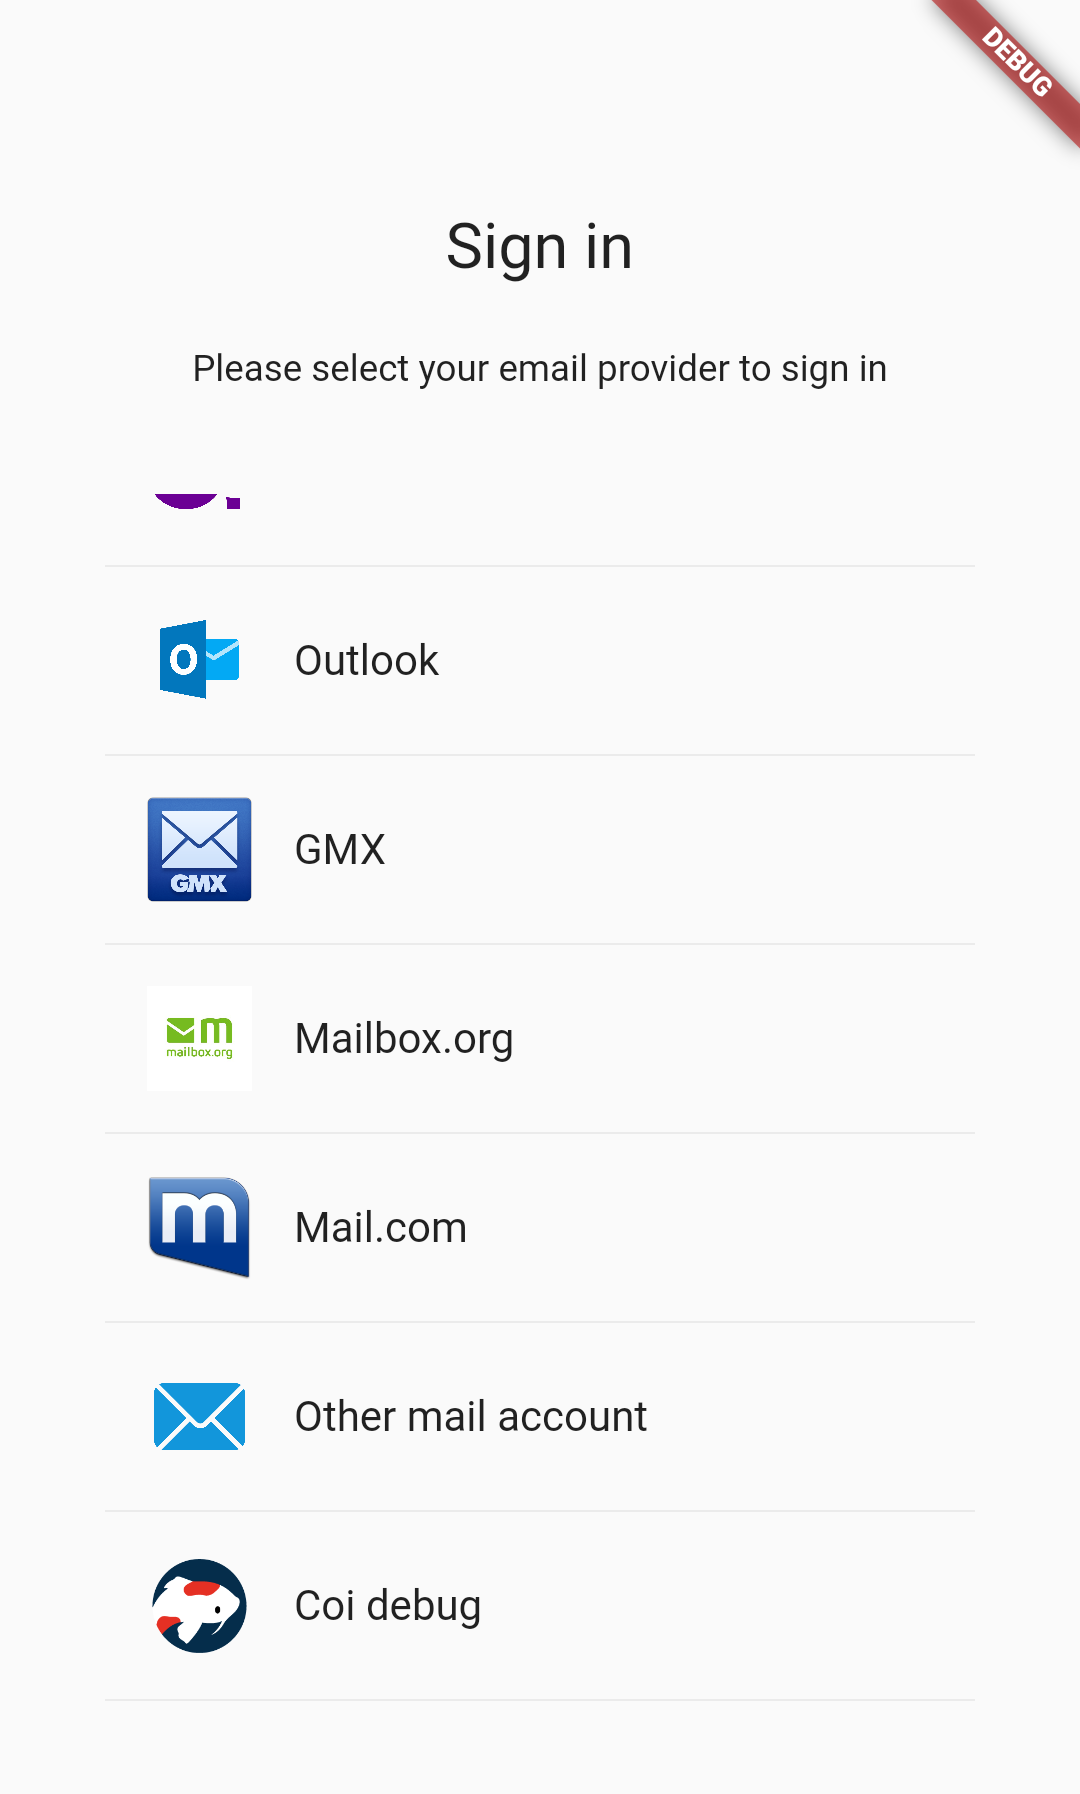 DEBUG
Sign in
Please select your email provider to sign in
Outlook
GMX
GMX
mailbox.org
Mailbox.org
Mail.com
Other mail account
Coi debug